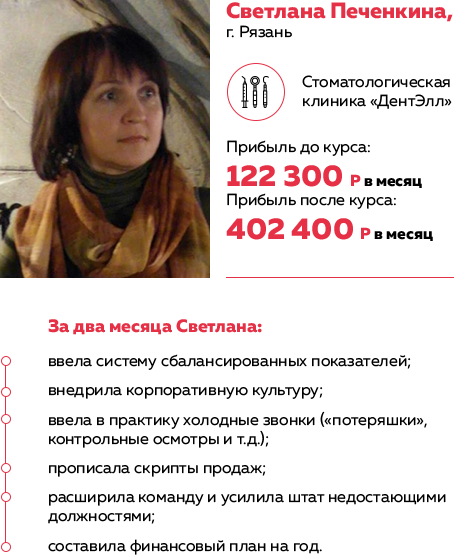 Светлана Печенкина,
г. Рязань
Стоматологическая
клиника «ДентЭлл»
Прибыль до курса:
122 300 Р в месяц
Прибыль после курса:
402 400 Р в месяц
За два месяца Светлана:
ввела систему сбалансированных показателей;
внедрила корпоративную культуру;
ввела в практику холодные звонки («потеряшки»,
контрольные осмотры и т.д.);
прописала скрипты продаж;
расширила команду и усилила штат недостающими
должностями;
составила финансовый план на год.